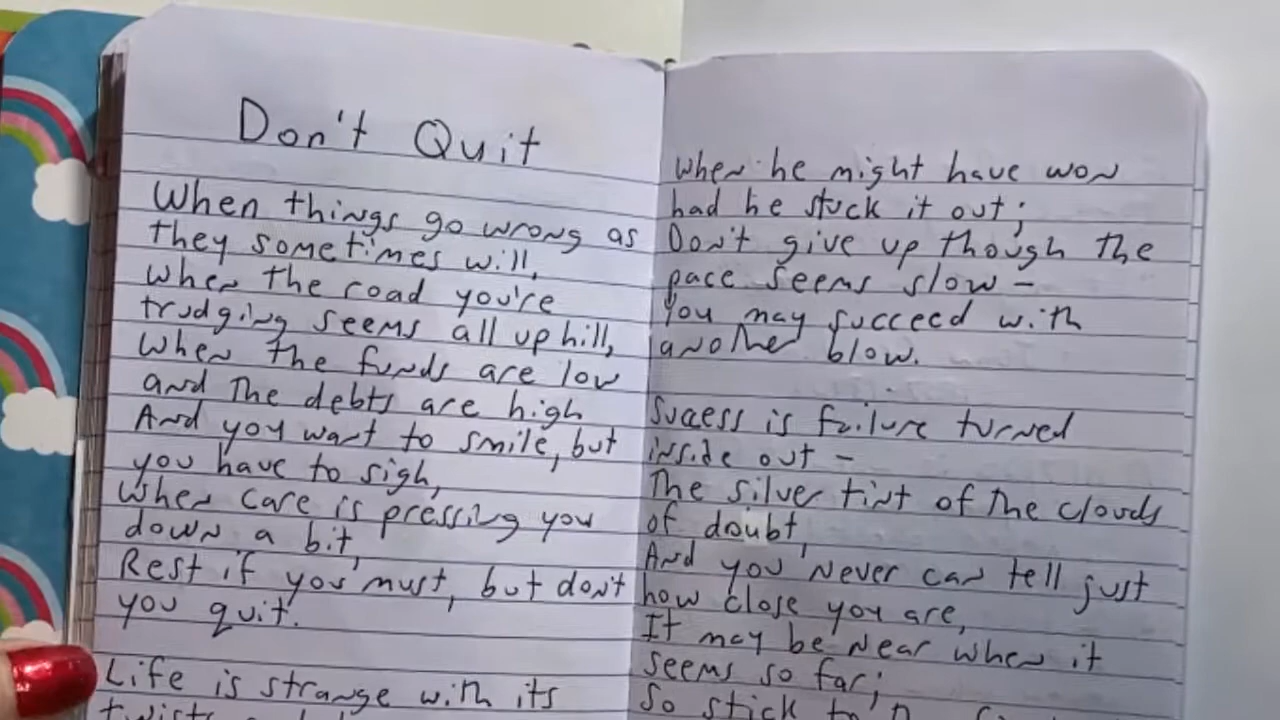 Don't Quit
When things go wrong as
they sometimes will,
when the road you're
trudging seems all uphill,
when the funds are low
and the debts are high
And you want to smile, but
you have to sigh,
when care is pressing you
down a bit,
Rest if you must, but don't
you quit.
Life is strange with its
twists
when he might have won
had he stuck it out;
Don't give up though the
pace seems slow -
You may succeed with
another blow.
Success is failure turned
inside out -
The silver tint of the clouds
of doubt,
And you never can tell just
how close you are,
It may be near when it
seems so far;
So stick to